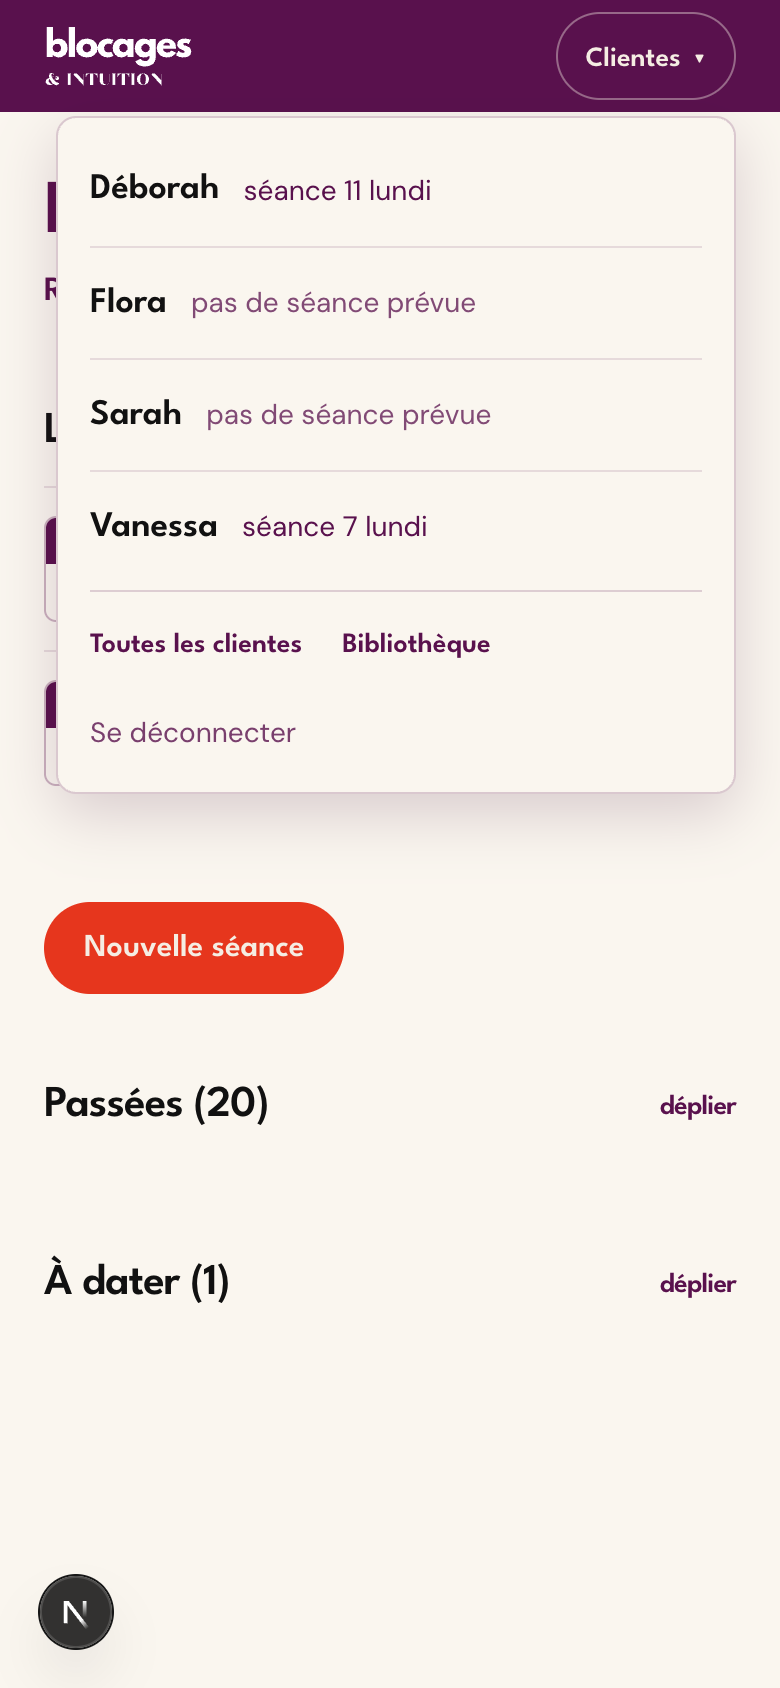 blocages
& INTUITION
Clientes ▼
Déborah séance 11 lundi
Flora pas de séance prévue
Sarah pas de séance prévue
Vanessa séance 7 lundi
Toutes les clientes Bibliothèque
Se déconnecter
Nouvelle séance
Passées (20) déplier
À dater (1) déplier
N